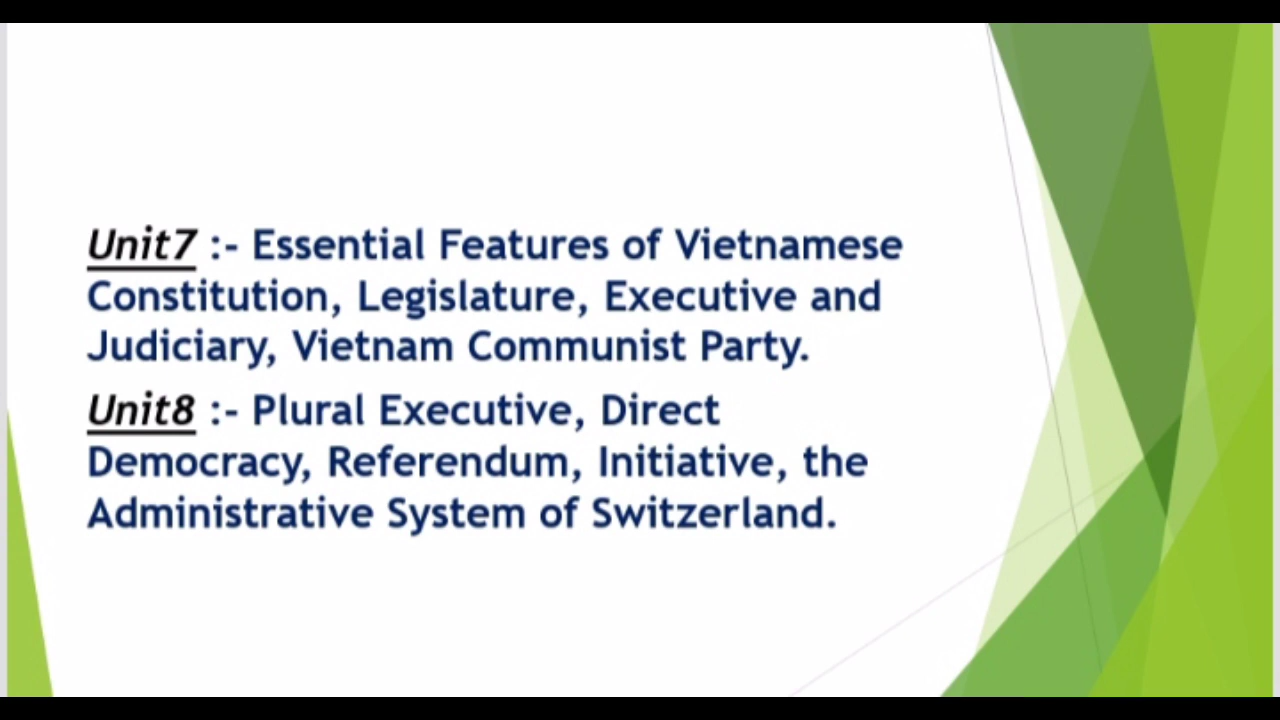 Unit7 :- Essential Features of Vietnamese
Constitution, Legislature, Executive and
Judiciary, Vietnam Communist Party.
Unit8 :- Plural Executive, Direct
Democracy, Referendum, Initiative, the
Administrative System of Switzerland.